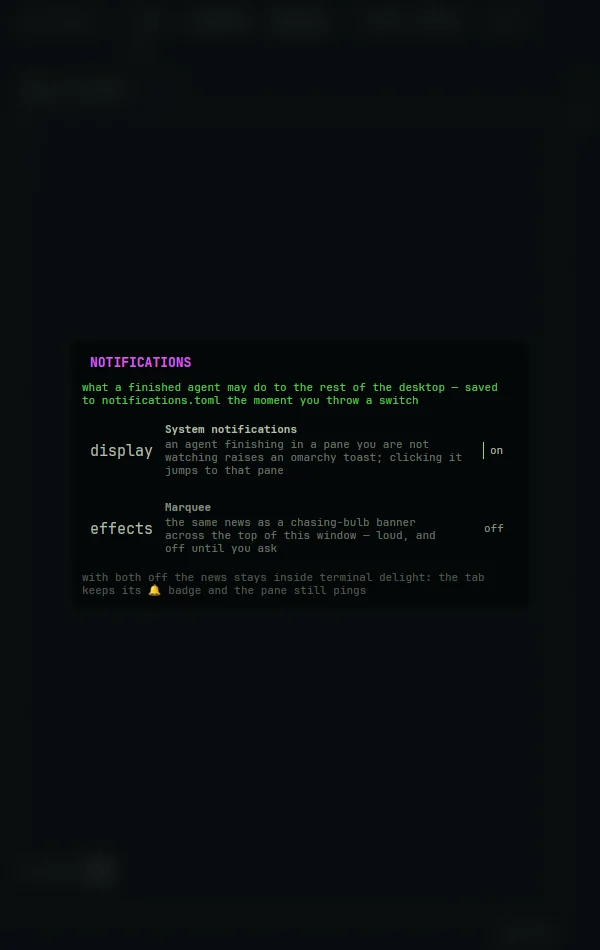 NOTIFICATIONS
what a finished agent may do to the rest of the desktop — saved
to notifications.toml the moment you throw a switch
System notifications
display
an agent finishing in a pane you are not
watching raises an omarchy toast; clicking it
jumps to that pane
on
Marquee
effects
the same news as a chasing-bulb banner
across the top of this window — loud, and
off until you ask
off
with both off the news stays inside terminal delight: the tab
keeps its 🔔 badge and the pane still pings